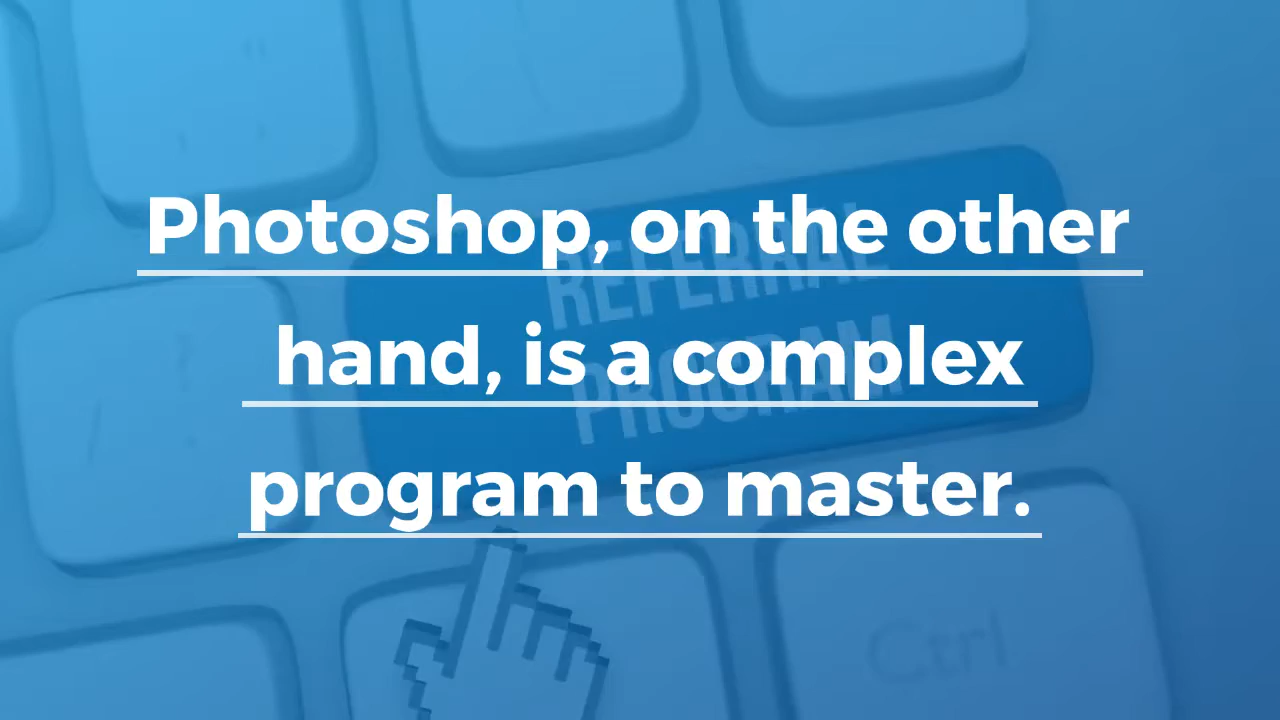 Photoshop, on the other
hand, is a complex
program to master.
REFERRAL
PROGRAM
Ctrl